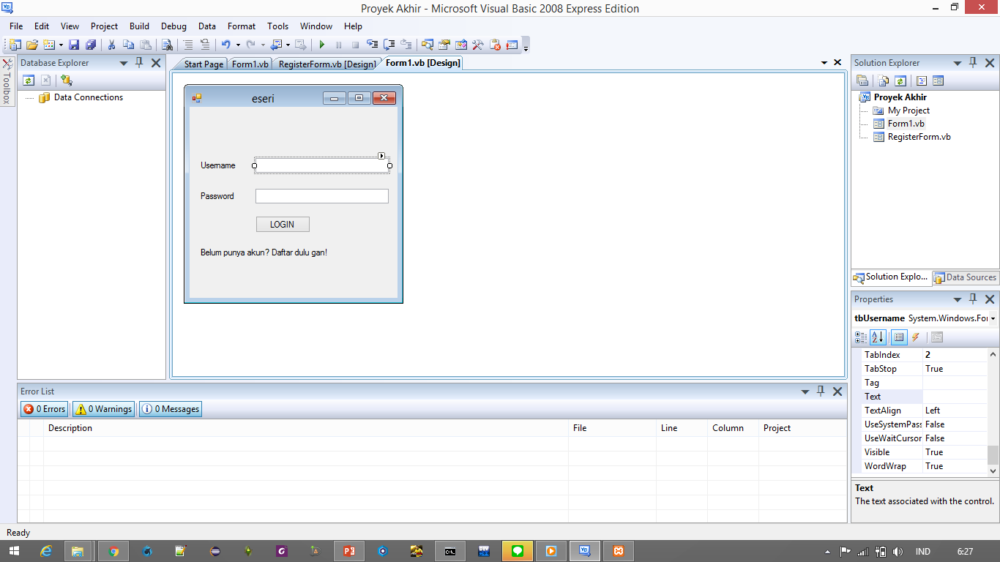 Proyek Akhir - Microsoft Visual Basic 2008 Express Edition
File Edit View Project Build Debug Data Format Tools Window Help
Toolbox
Database Explorer
Data Connections
Start Page Form1.vb RegisterForm.vb [Design] Form1.vb [Design]
eseri
Username
Password
LOGIN
Belum punya akun? Daftar dulu gan!
Solution Explorer
Proyek Akhir
My Project
Form1.vb
RegisterForm.vb
Solution Explo... Data Sources
Properties
tbUsername System.Windows.For
TabIndex 2
TabStop True
Tag
Text
TextAlign Left
UseSystemPass False
UseWaitCursor False
Visible True
WordWrap True
Text
The text associated with the control.
Error List
0 Errors 0 Warnings 0 Messages
Description File Line Column Project
Ready
IND 6:27